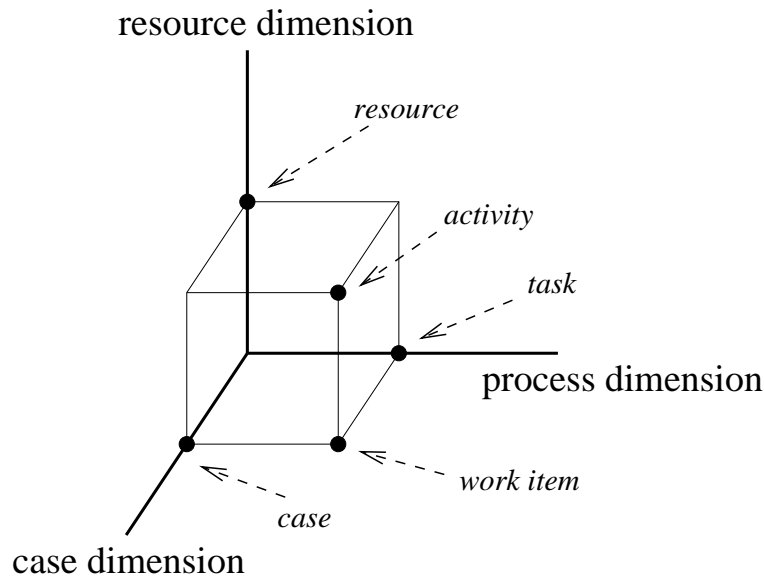 resource dimension
resource
activity
task
process dimension
work item
case
case dimension